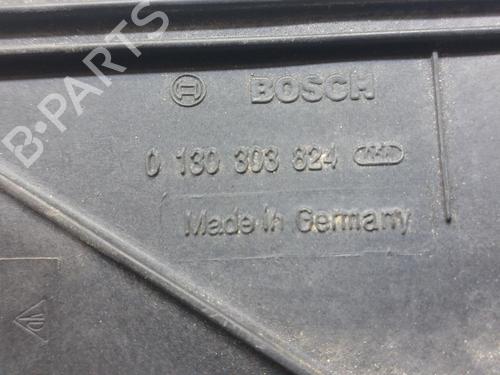 BOSCH
0 130 303 824
Made in Germany
B-PARTS